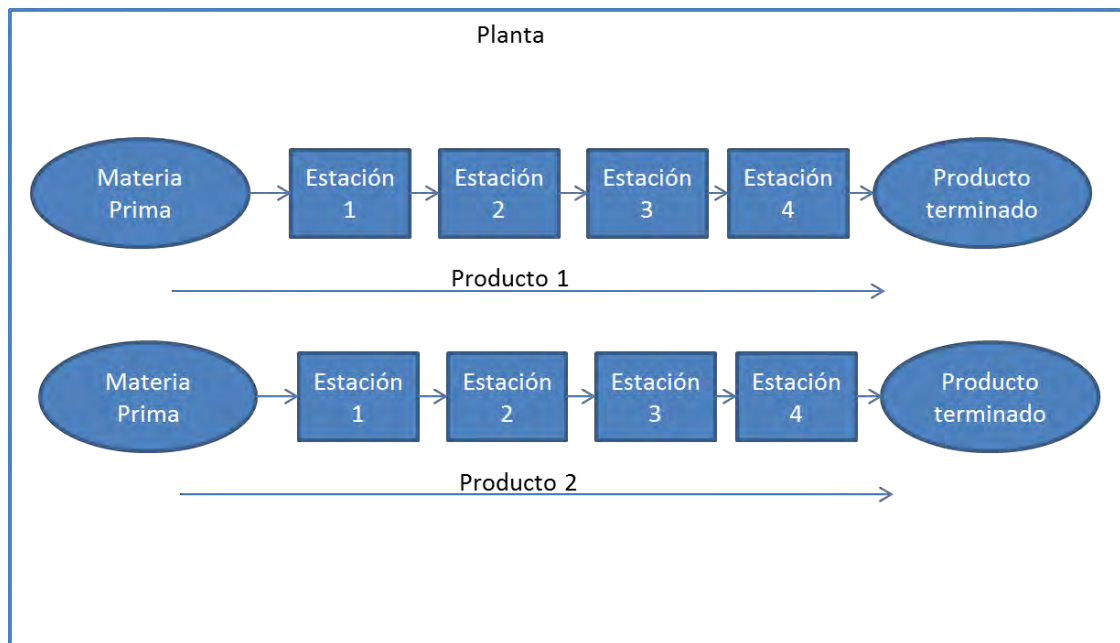 Planta
Materia
Prima
Estación
1
Estación
2
Estación
3
Estación
4
Producto
terminado
Producto 1
Materia
Prima
Estación
1
Estación
2
Estación
3
Estación
4
Producto
terminado
Producto 2